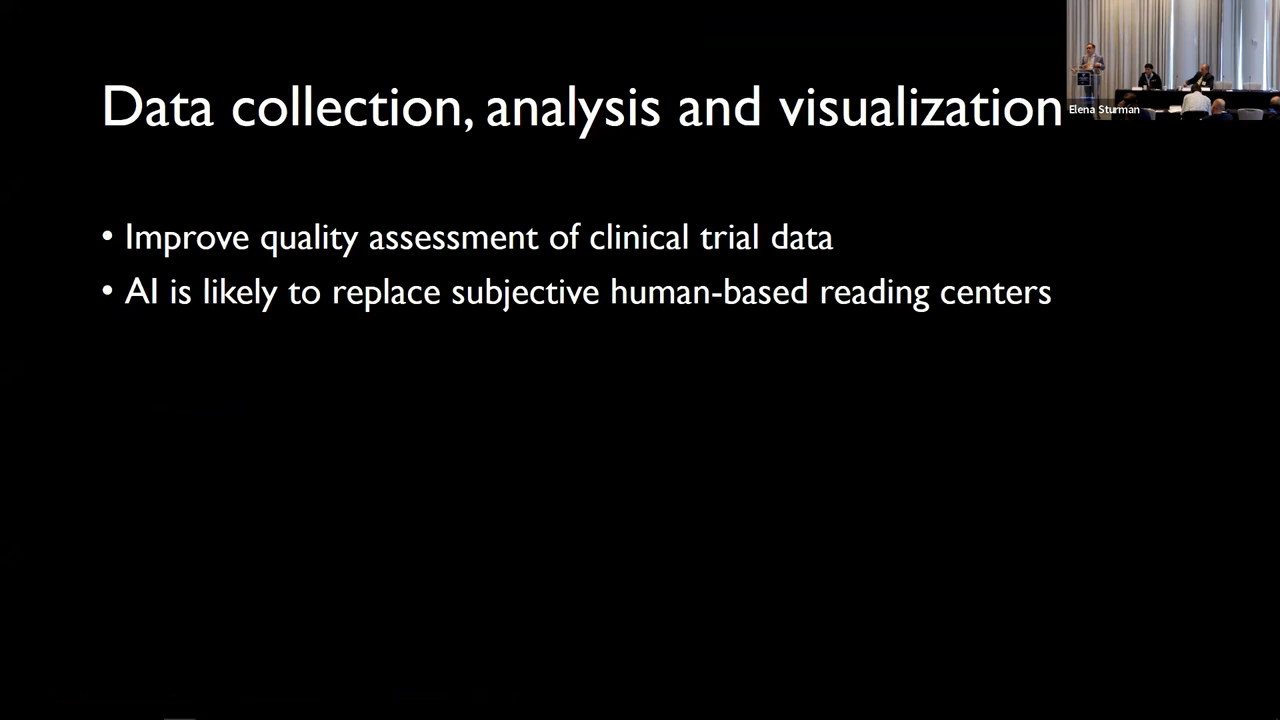 Data collection, analysis and visualization
Elena Sturman
• Improve quality assessment of clinical trial data
• AI is likely to replace subjective human-based reading centers